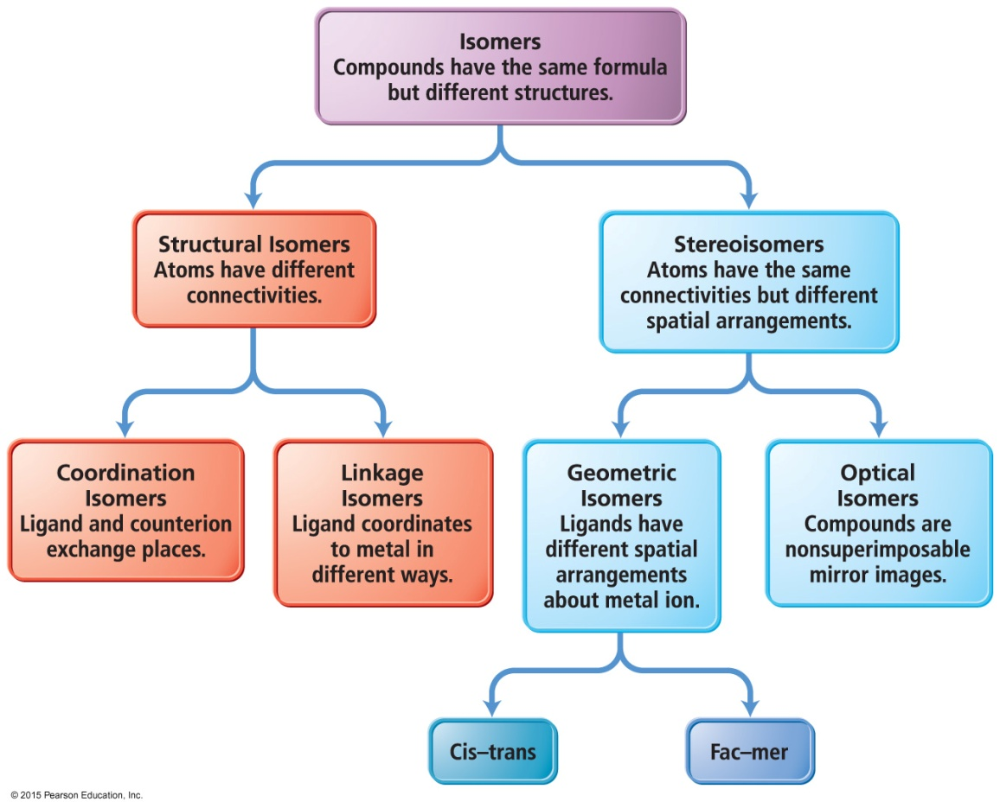 Isomers
Compounds have the same formula
but different structures.
Structural Isomers
Atoms have different
connectivities.
Stereoisomers
Atoms have the same
connectivities but different
spatial arrangements.
Coordination
Isomers
Ligand and counterion
exchange places.
Linkage
Isomers
Ligand coordinates
to metal in
different ways.
Geometric
Isomers
Ligands have
different spatial
arrangements
about metal ion.
Optical
Isomers
Compounds are
nonsuperimposable
mirror images.
Cis–trans
Fac–mer
© 2015 Pearson Education, Inc.